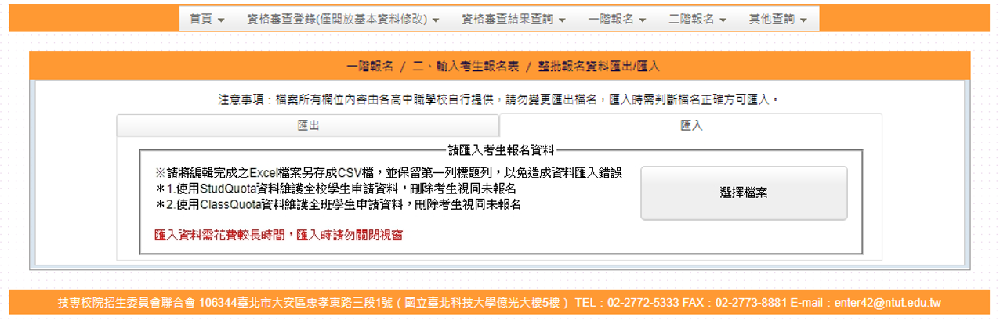 首頁 資格審查登錄(僅開放基本資料修改) 資格審查結果查詢 一階報名 二階報名 其他查詢
一階報名 / 二、輸入考生報名表 / 整批報名資料匯出/匯入
注意事項：檔案所有欄位內容由各高中職學校自行提供，請勿變更匯出檔名，匯入時需判斷檔名正確方可匯入。
匯出 匯入
請匯入考生報名資料
※請將編輯完成之Excel檔案另存成CSV檔，並保留第一列標題列，以免造成資料匯入錯誤
＊1.使用StudQuota資料維護全校學生申請資料，刪除考生視同未報名
＊2.使用ClassQuota資料維護全班學生申請資料，刪除考生視同未報名
選擇檔案
匯入資料需花費較長時間，匯入時請勿關閉視窗
技專校院招生委員會聯合會 106344臺北市大安區忠孝東路三段1號（國立臺北科技大學億光大樓5樓） TEL：02-2772-5333 FAX：02-2773-8881 E-mail：enter42@ntut.edu.tw